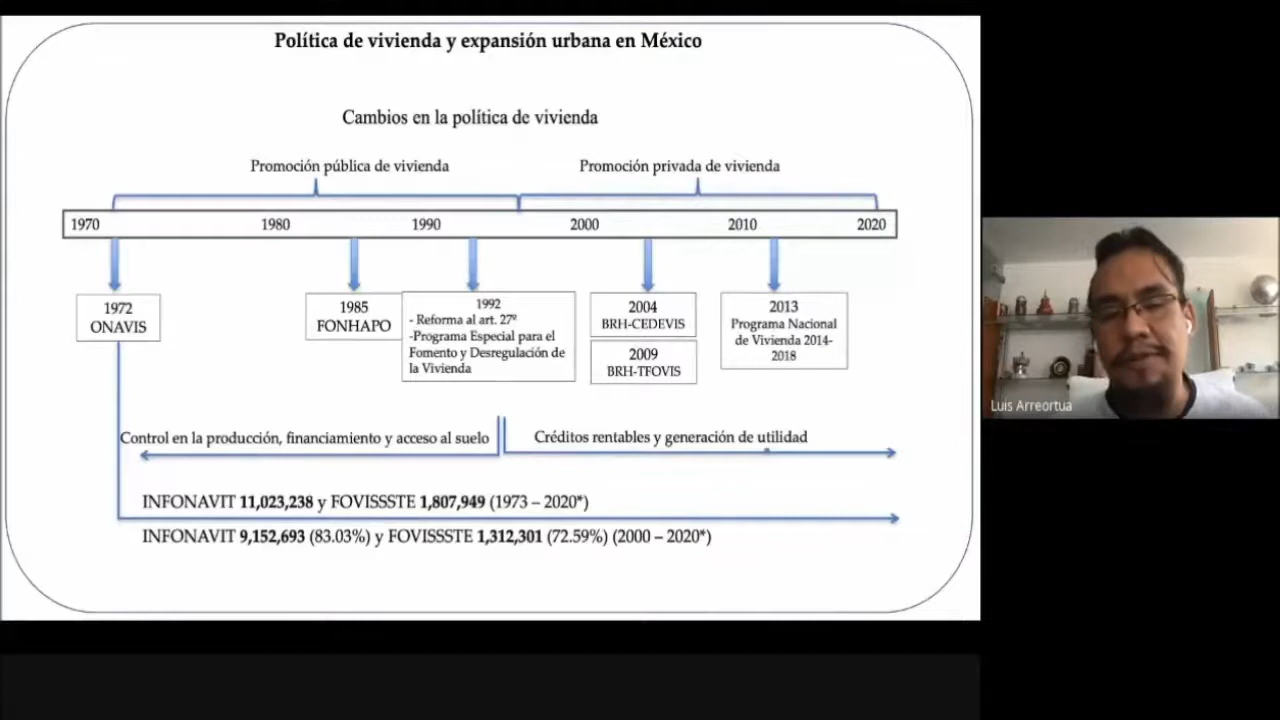 Política de vivienda y expansión urbana en México
Cambios en la política de vivienda
Promoción pública de vivienda
Promoción privada de vivienda
1970 1980 1990 2000 2010 2020
1972
ONAVIS
1985
FONHAPO
1992
- Reforma al art. 27º
-Programa Especial para el
Fomento y Desregulación de
la Vivienda
2004
BRH-CEDEVIS
2009
BRH-TFOVIS
2013
Programa Nacional
de Vivienda 2014-
2018
Control en la producción, financiamiento y acceso al suelo
Créditos rentables y generación de utilidad
INFONAVIT 11,023,238 y FOVISSSTE 1,807,949 (1973 – 2020*)
INFONAVIT 9,152,693 (83.03%) y FOVISSSTE 1,312,301 (72.59%) (2000 – 2020*)
Luis Arreortua